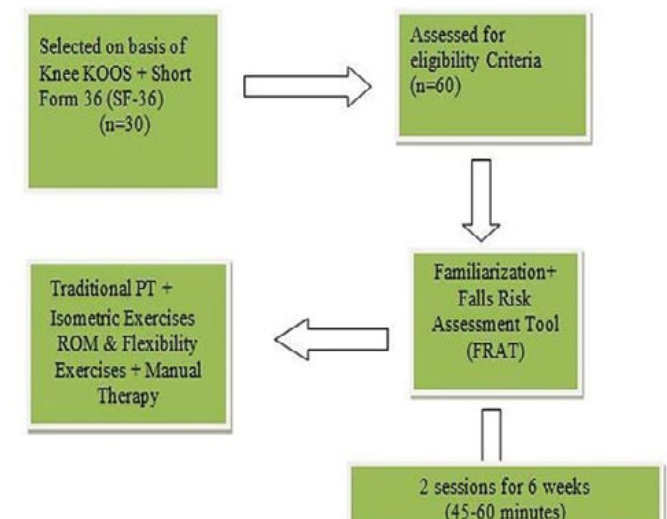 Selected on basis of
Knee KOOS + Short
Form 36 (SF-36)
(n=30)
Assessed for
eligibility Criteria
(n=60)
Familiarization+
Falls Risk
Assessment Tool
(FRAT)
Traditional PT +
Isometric Exercises
ROM & Flexibility
Exercises + Manual
Therapy
2 sessions for 6 weeks
(45-60 minutes)